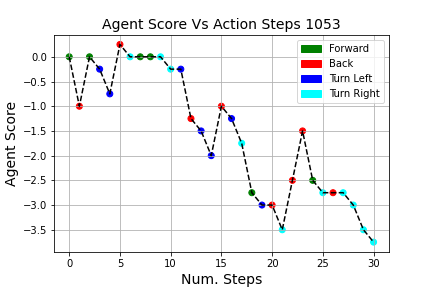 Agent Score Vs Action Steps 1053
Agent Score
0.0
−0.5
−1.0
−1.5
−2.0
−2.5
−3.0
−3.5
Forward
Back
Turn Left
Turn Right
0
5
10
15
20
25
30
Num. Steps